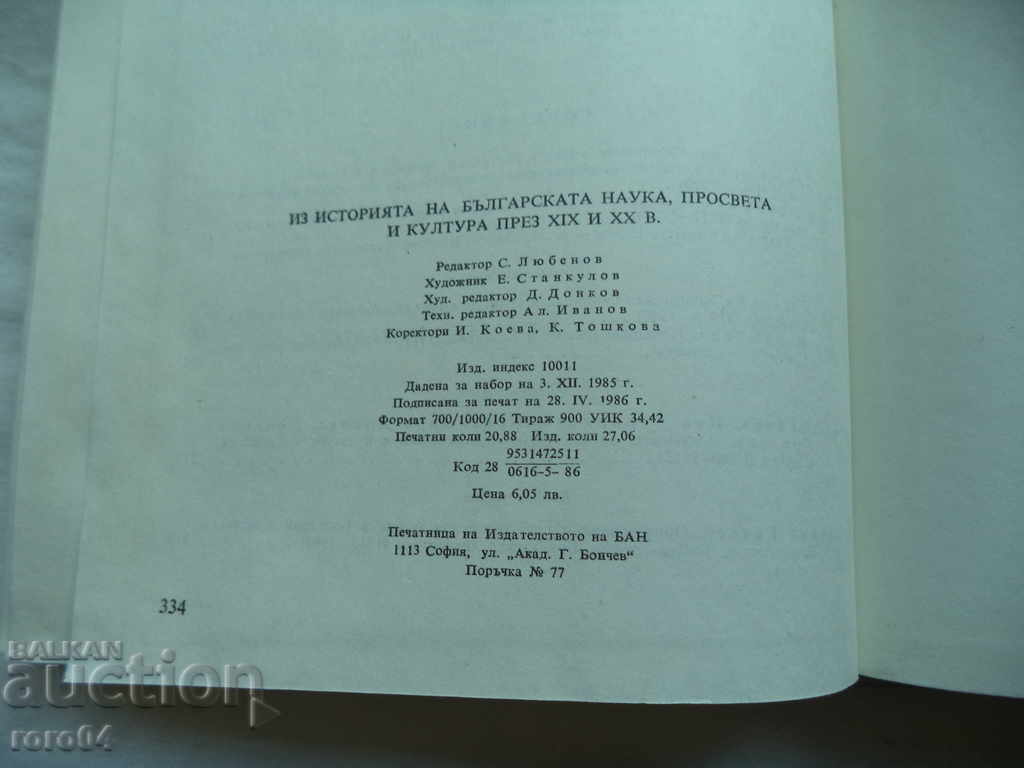 ИЗ ИСТОРИЯТА НА БЪЛГАРСКАТА НАУКА, ПРОСВЕТА
И КУЛТУРА ПРЕЗ XIX И XX В.
Редактор С. Любенов
Художник Е. Станкулов
Худ. редактор Д. Донков
Техн. редактор Ал. Иванов
Коректори И. Коева, К. Тошкова
Изд. индекс 10011
Дадена за набор на 3. XII. 1985 г.
Подписана за печат на 28. IV. 1986 г.
Формат 700/1000/16 Тираж 900 УИК 34,42
Печатни коли 20,88 Изд. коли 27,06
9531472511
Код 28
0616-5- 86
Цена 6,05 лв.
Печатница на Издателството на БАН
1113 София, ул. „Акад. Г. Бончев"
Поръчка № 77
334
BALKAN
auction
roro04